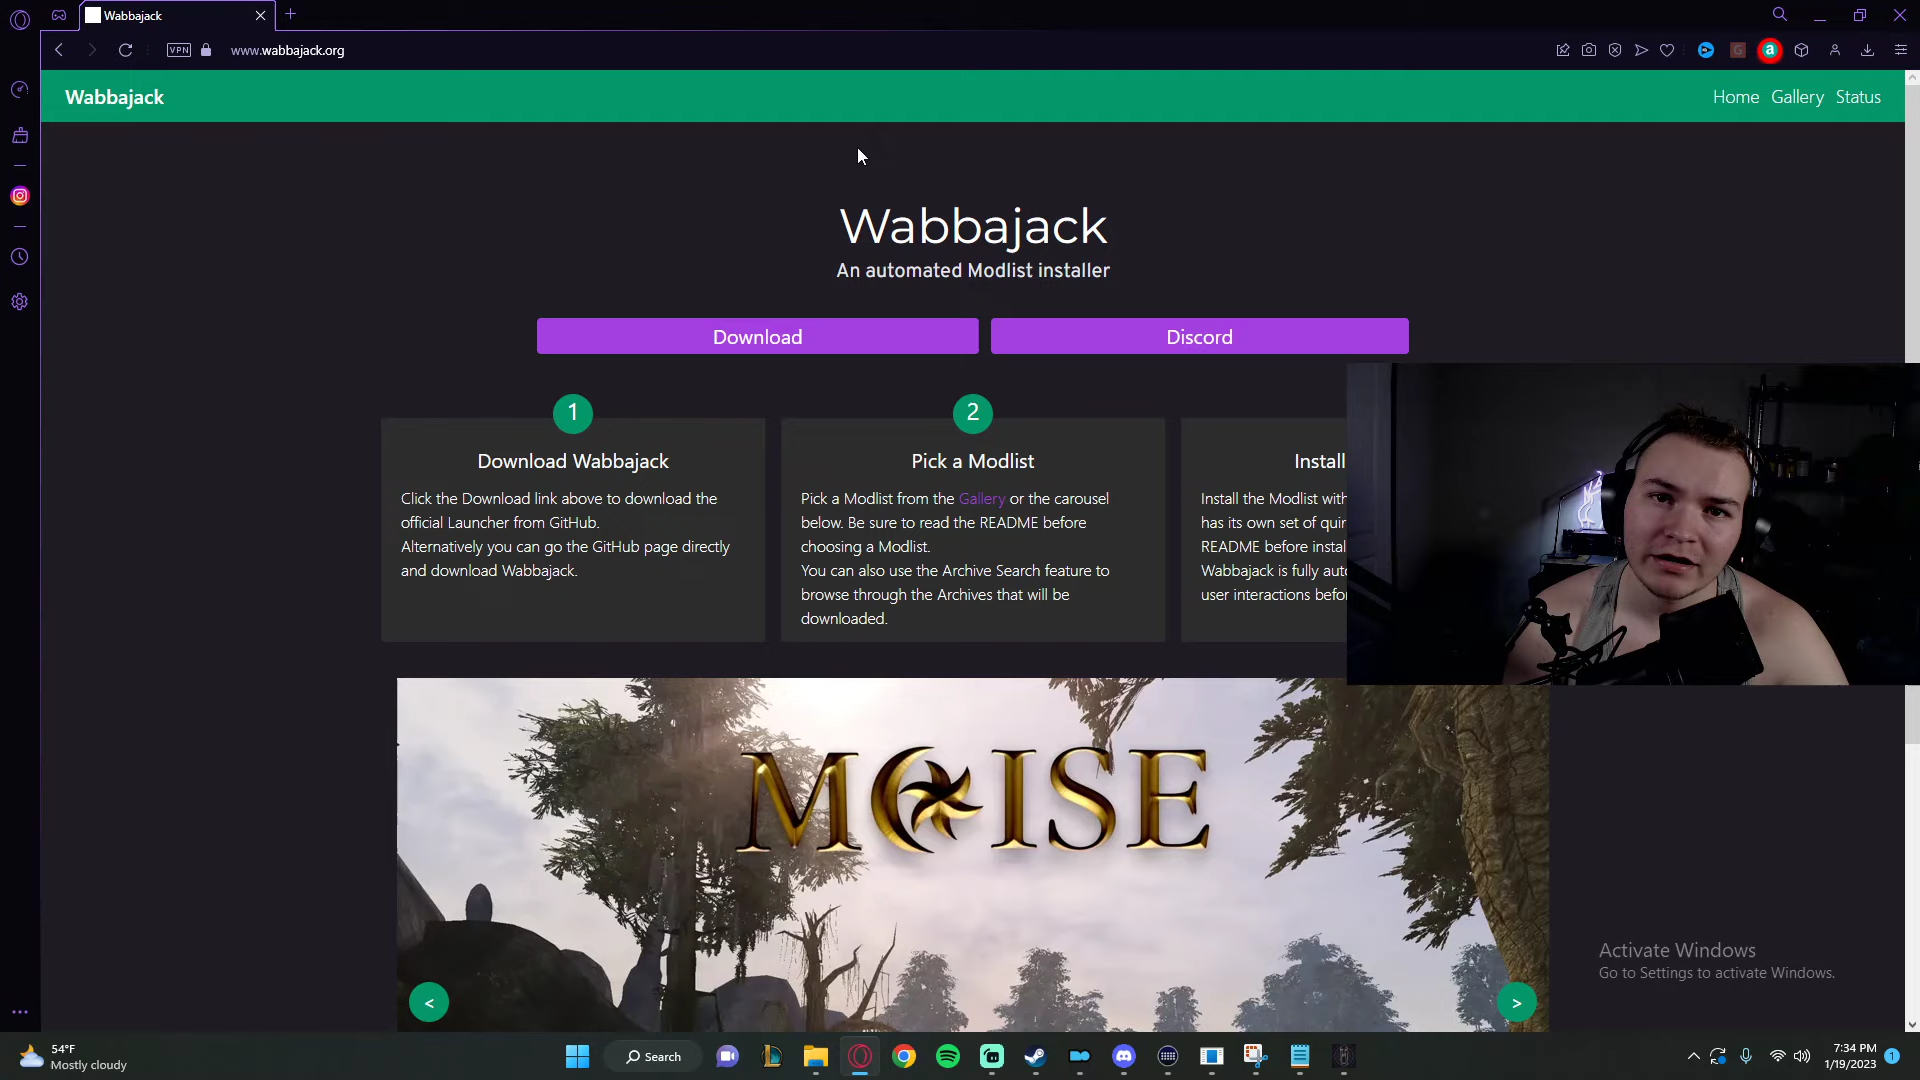 Wabbajack
VPN
www.wabbajack.org
Wabbajack
Home Gallery Status
Wabbajack
An automated Modlist installer
Download
Discord
1
Download Wabbajack
Click the Download link above to download the
official Launcher from GitHub.
Alternatively you can go the GitHub page directly
and download Wabbajack.
2
Pick a Modlist
Pick a Modlist from the Gallery or the carousel
below. Be sure to read the README before
choosing a Modlist.
You can also use the Archive Search feature to
browse through the Archives that will be
downloaded.
Install
Install the Modlist with
has its own set of quir
README before instal
Wabbajack is fully aut
user interactions befor
MOISE
<
>
Activate Windows
Go to Settings to activate Windows.
54°F
Mostly cloudy
Search
7:34 PM
1/19/2023
1